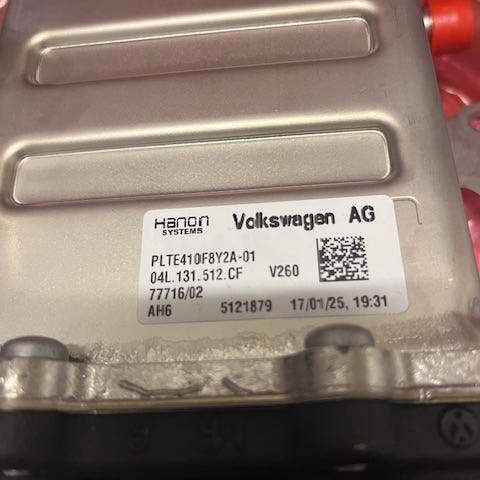 Hanon
SYSTEMS
Volkswagen AG
PLTE410F8Y2A-01
04L.131.512.CF V260
77716/02
AH6 5121879 17/01/25, 19:31